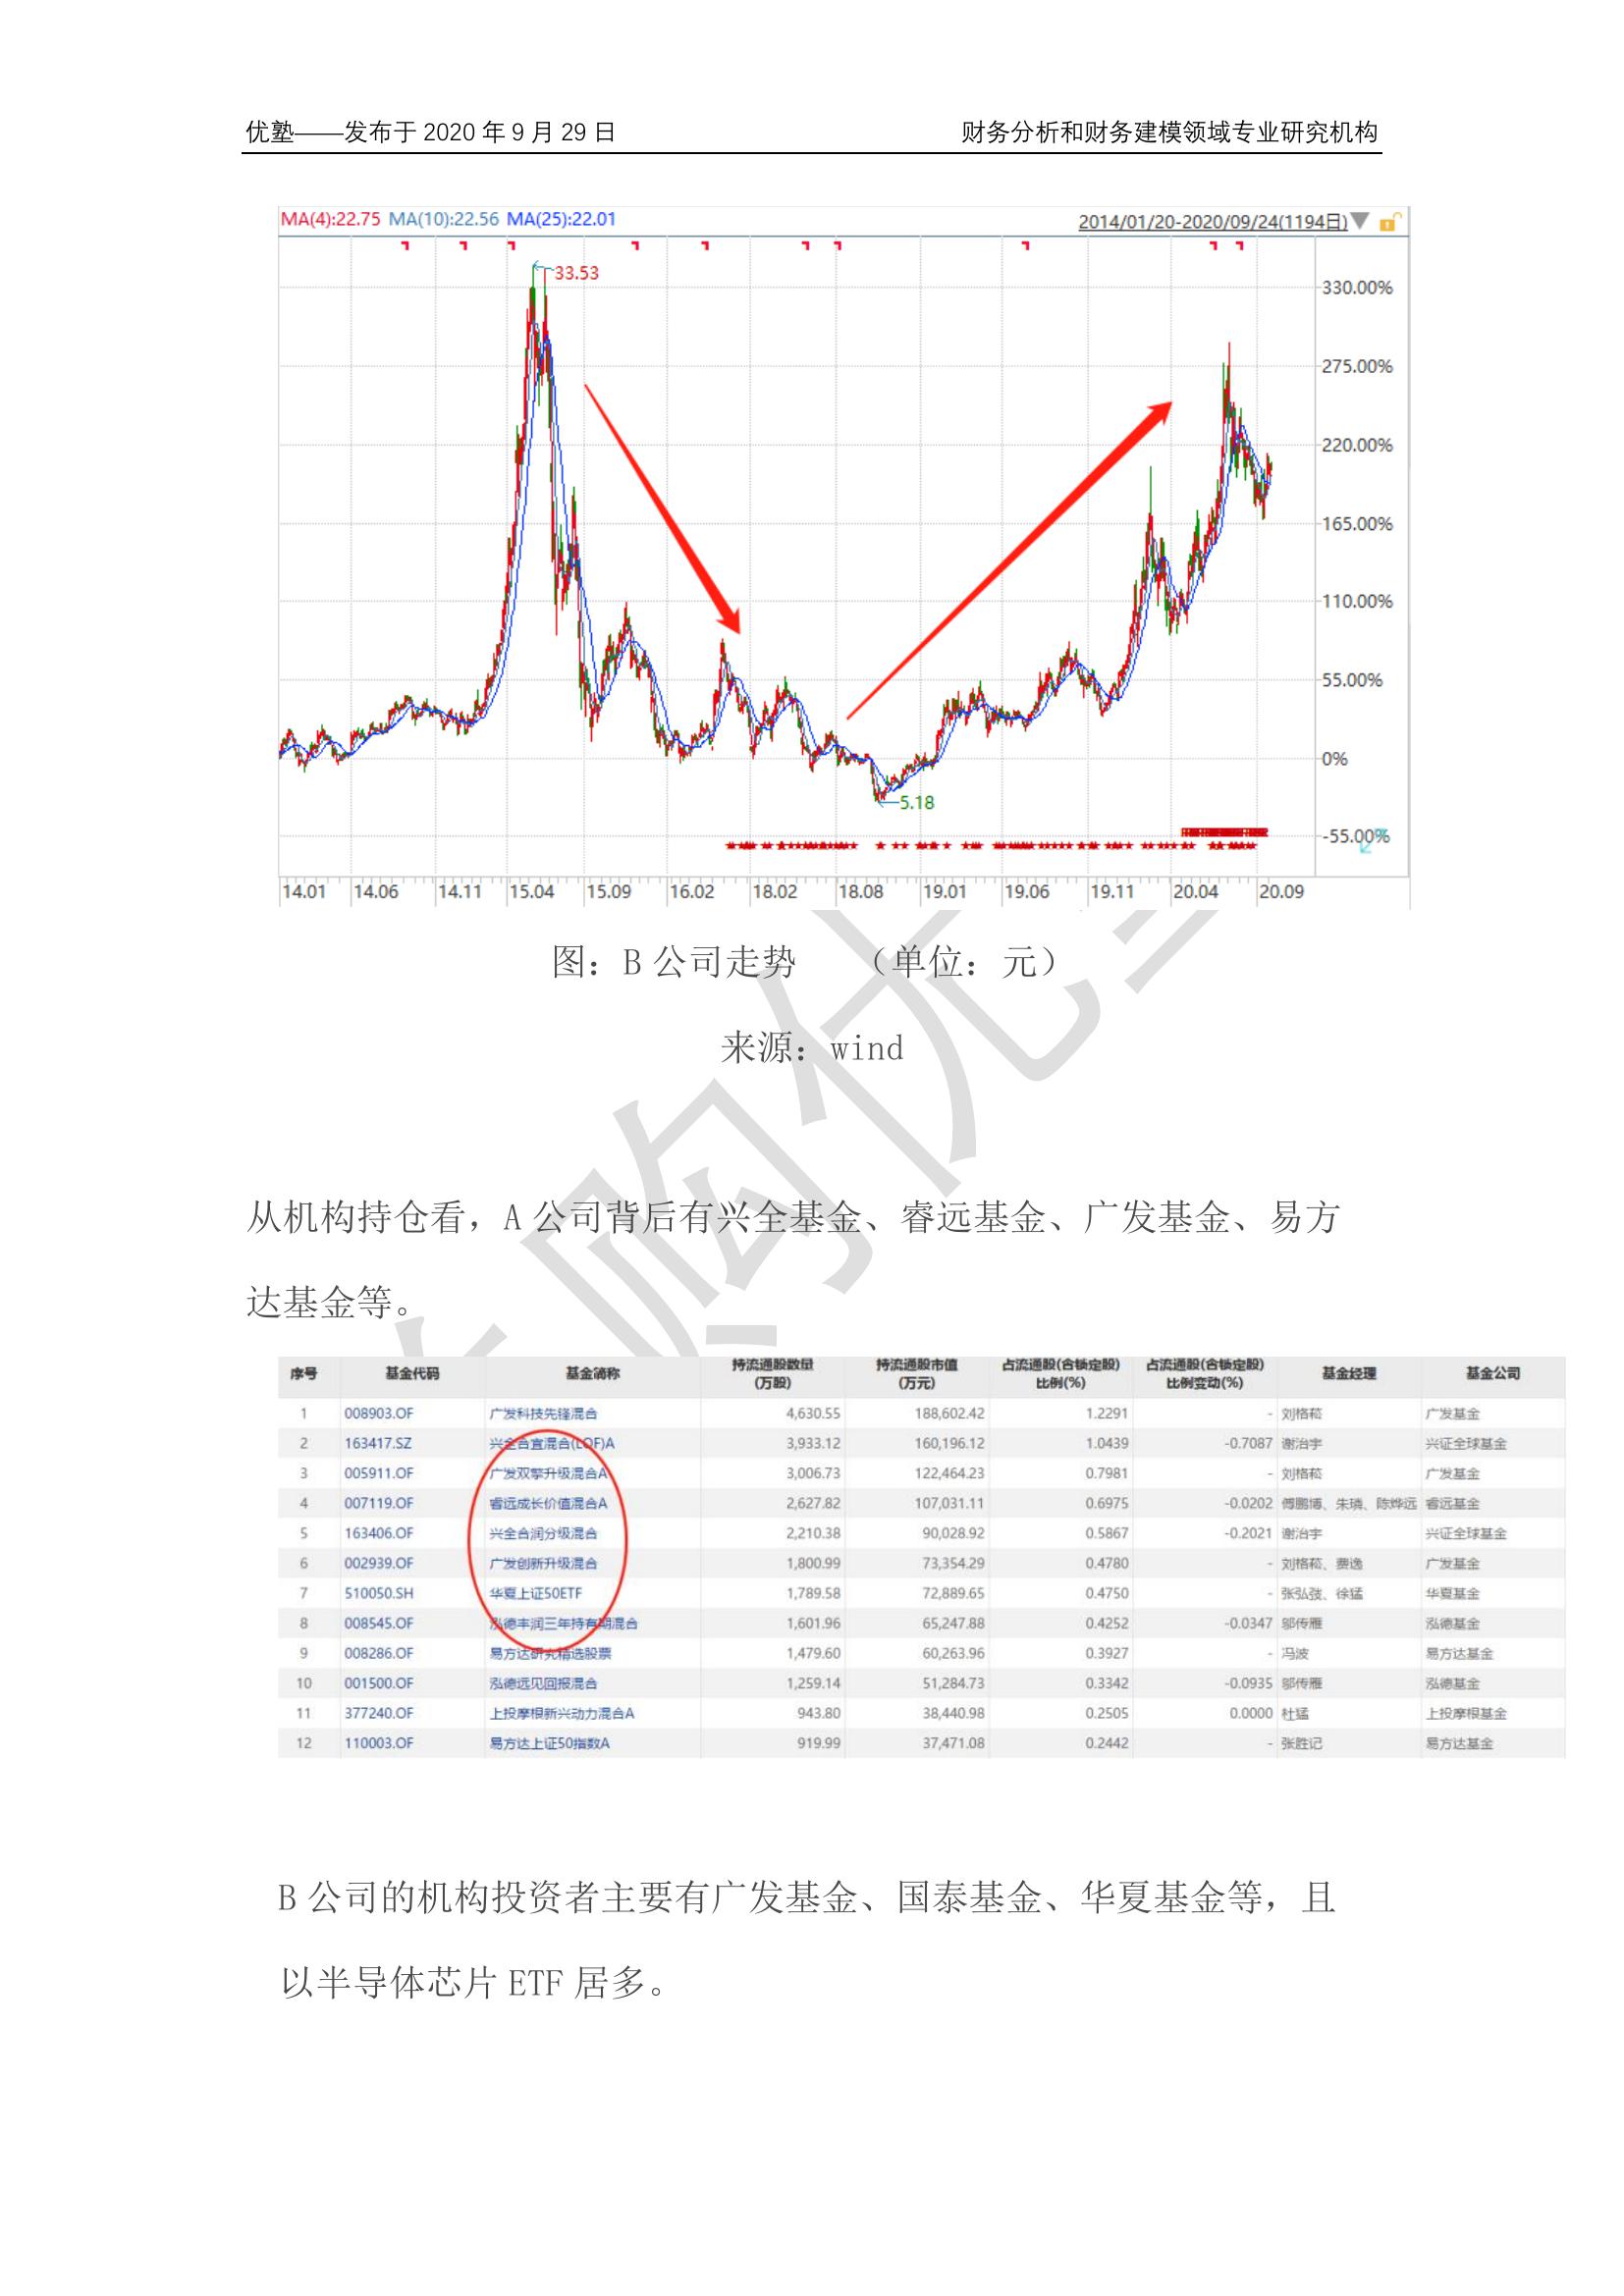 优塾——发布于 2020 年 9 月 29 日 财务分析和财务建模领域专业研究机构
MA(4):22.75 MA(10):22.56 MA(25):22.01 2014/01/20-2020/09/24(1194日)
33.53
330.00%
275.00%
220.00%
165.00%
110.00%
55.00%
0%
5.18
-55.00%
14.01 14.06 14.11 15.04 15.09 16.02 18.02 18.08 19.01 19.06 19.11 20.04 20.09
图：B 公司走势 （单位：元）
来源：wind
从机构持仓看，A 公司背后有兴全基金、睿远基金、广发基金、易方
达基金等。
序号 基金代码 基金简称 持流通股数量(万股) 持流通股市值(万元) 占流通股(含锁定股)比例(%) 占流通股(含锁定股)比例变动(%) 基金经理 基金公司
1 008903.OF 广发科技先锋混合 4,630.55 188,602.42 1.2291 - 刘格菘 广发基金
2 163417.SZ 兴全合宜混合(LOF)A 3,933.12 160,196.12 1.0439 -0.7087 谢治宇 兴证全球基金
3 005911.OF 广发双擎升级混合A 3,006.73 122,464.23 0.7981 - 刘格菘 广发基金
4 007119.OF 睿远成长价值混合A 2,627.82 107,031.11 0.6975 -0.0202 傅鹏博、朱璘、陈烨远 睿远基金
5 163406.OF 兴全合润分级混合 2,210.38 90,028.92 0.5867 -0.2021 谢治宇 兴证全球基金
6 002939.OF 广发创新升级混合 1,800.99 73,354.29 0.4780 - 刘格菘、费逸 广发基金
7 510050.SH 华夏上证50ETF 1,789.58 72,889.65 0.4750 - 张弘弢、徐猛 华夏基金
8 008545.OF 泓德丰润三年持有期混合 1,601.96 65,247.88 0.4252 -0.0347 邬传雁 泓德基金
9 008286.OF 易方达研究精选股票 1,479.60 60,263.96 0.3927 - 冯波 易方达基金
10 001500.OF 泓德远见回报混合 1,259.14 51,284.73 0.3342 -0.0935 邬传雁 泓德基金
11 377240.OF 上投摩根新兴动力混合A 943.80 38,440.98 0.2505 0.0000 杜猛 上投摩根基金
12 110003.OF 易方达上证50指数A 919.99 37,471.08 0.2442 - 张胜记 易方达基金
B 公司的机构投资者主要有广发基金、国泰基金、华夏基金等，且
以半导体芯片 ETF 居多。